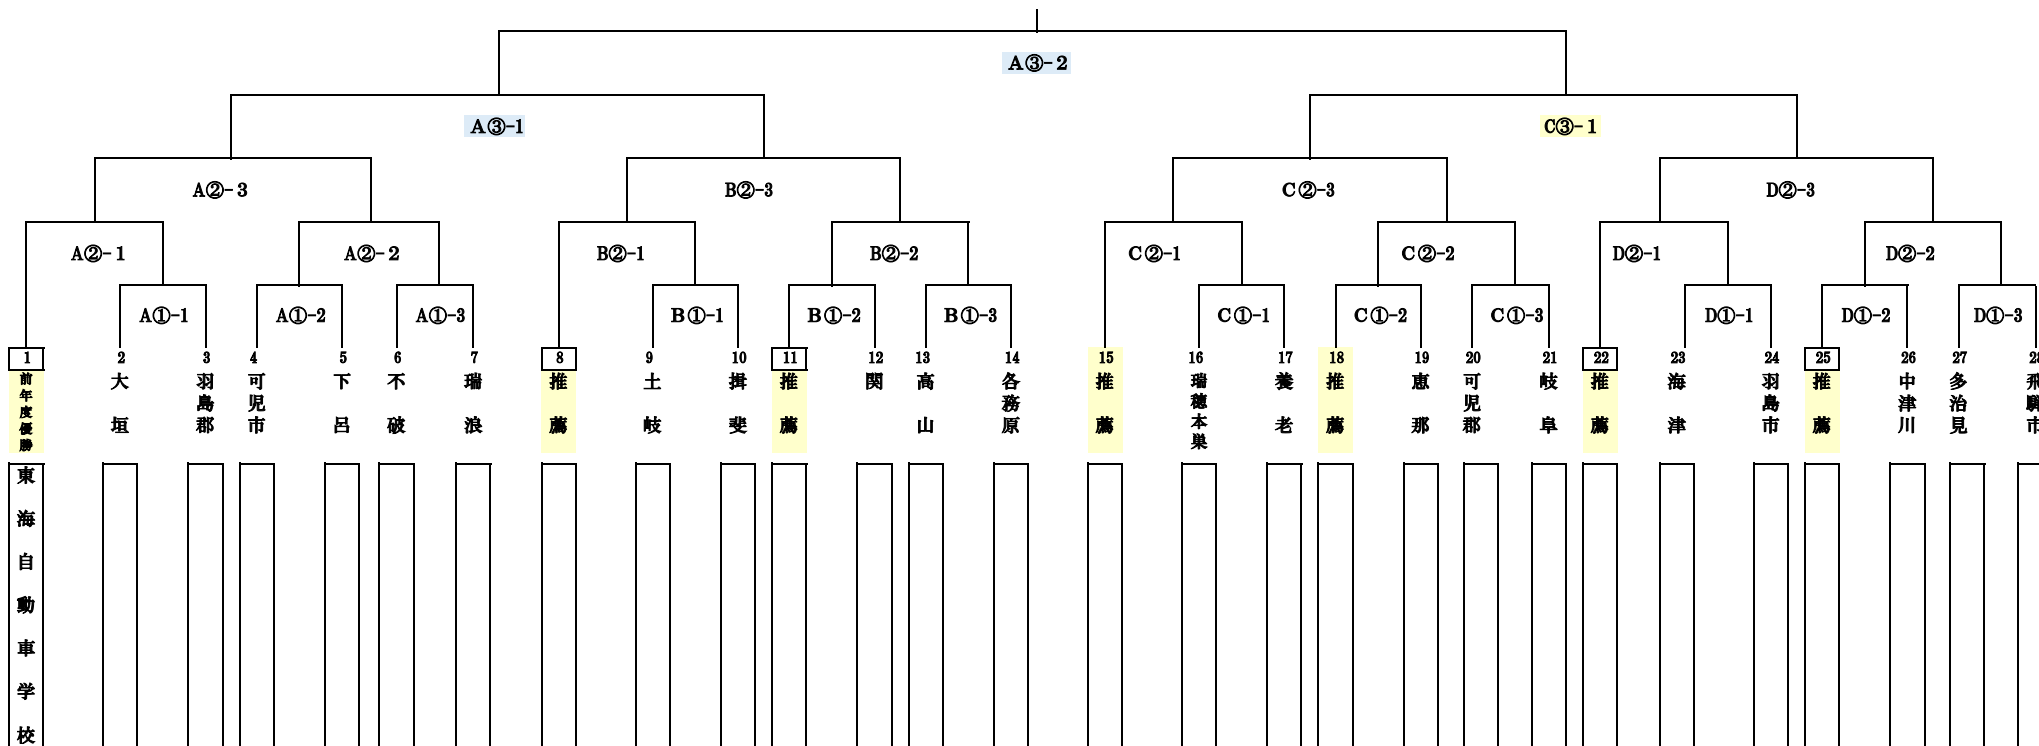 A③-2
A③-1
C③-1
A②-3
B②-3
C②-3
D②-3
A②-1
A②-2
B②-1
B②-2
C②-1
C②-2
D②-1
D②-2
A①-1
A①-2
A①-3
B①-1
B①-2
B①-3
C①-1
C①-2
C①-3
D①-1
D①-2
D①-3
1
2
3
4
5
6
7
8
9
10
11
12
13
14
15
16
17
18
19
20
21
22
23
24
25
26
27
28
前年度優勝
大垣
羽島郡
可児市
下呂
不破
瑞浪
推薦
土岐
揖斐
推薦
関
高山
各務原
推薦
瑞穂本巣
養老
推薦
恵那
可児郡
岐阜
推薦
海津
羽島市
推薦
中津川
多治見
飛騨市
東海自動車学校